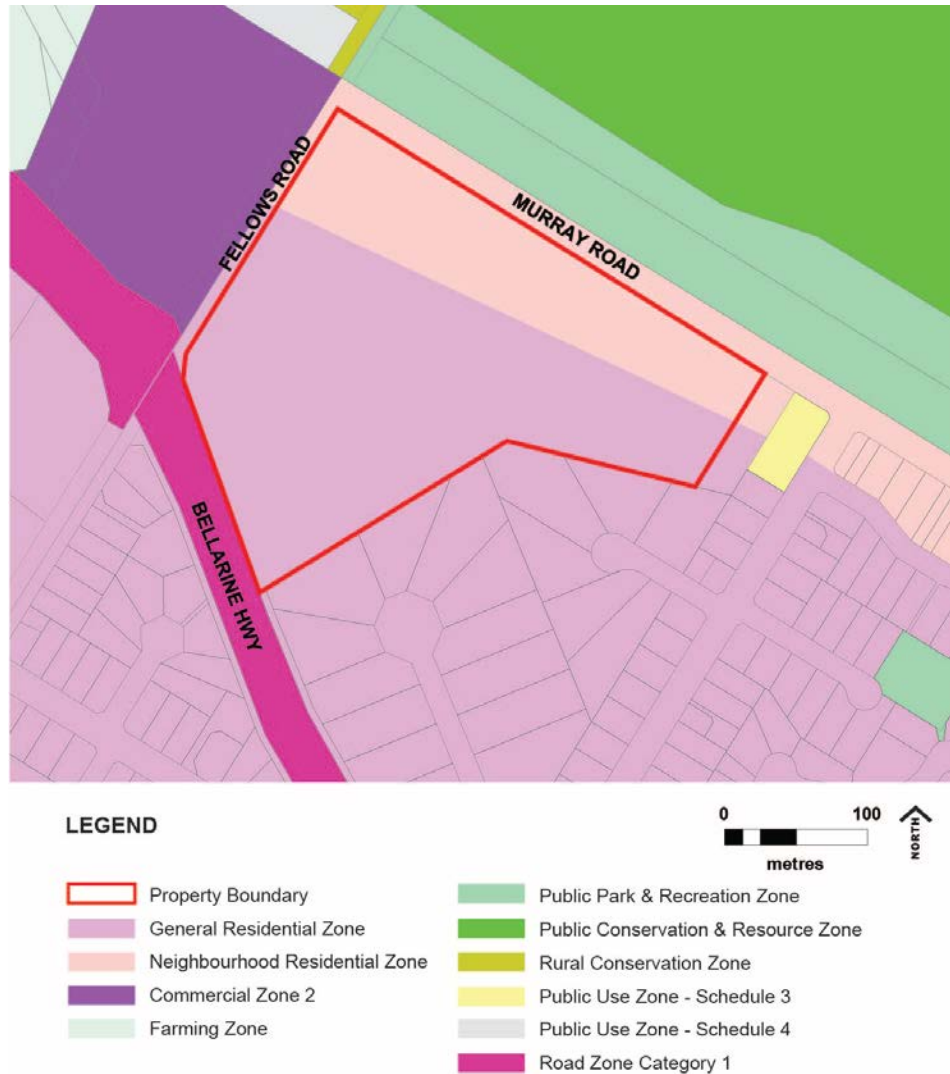 FELLOWS ROAD
MURRAY ROAD
BELLARINE HWY
LEGEND
0 100
metres
NORTH
Property Boundary
General Residential Zone
Neighbourhood Residential Zone
Commercial Zone 2
Farming Zone
Public Park & Recreation Zone
Public Conservation & Resource Zone
Rural Conservation Zone
Public Use Zone - Schedule 3
Public Use Zone - Schedule 4
Road Zone Category 1